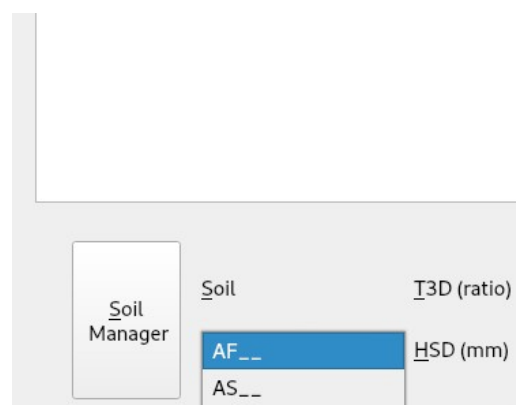 Soil
Manager
Soil
T3D (ratio)
AF__
HSD (mm)
AS__